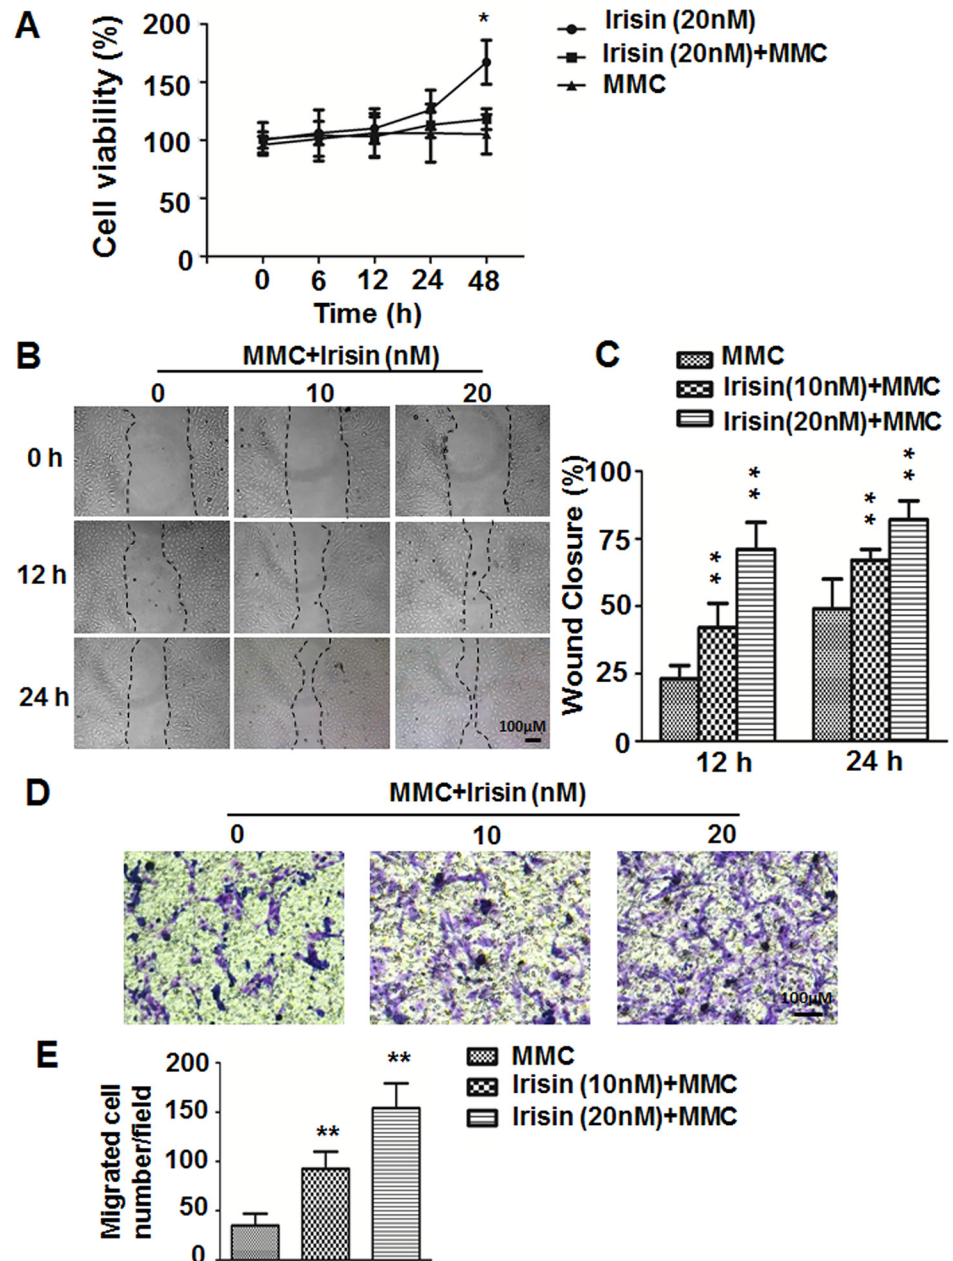 A
Cell viability (%)
200
150
100
50
0
*
0 6 12 24 48
Time (h)
Irisin (20nM)
Irisin (20nM)+MMC
MMC
B
MMC+Irisin (nM)
0 10 20
0 h
12 h
24 h
100μM
C
MMC
Irisin(10nM)+MMC
Irisin(20nM)+MMC
Wound Closure (%)
100
75
50
25
0
** ** ** **
12 h 24 h
D
MMC+Irisin (nM)
0 10 20
100μM
E
Migrated cell
number/field
200
150
100
50
0
** **
MMC
Irisin (10nM)+MMC
Irisin (20nM)+MMC